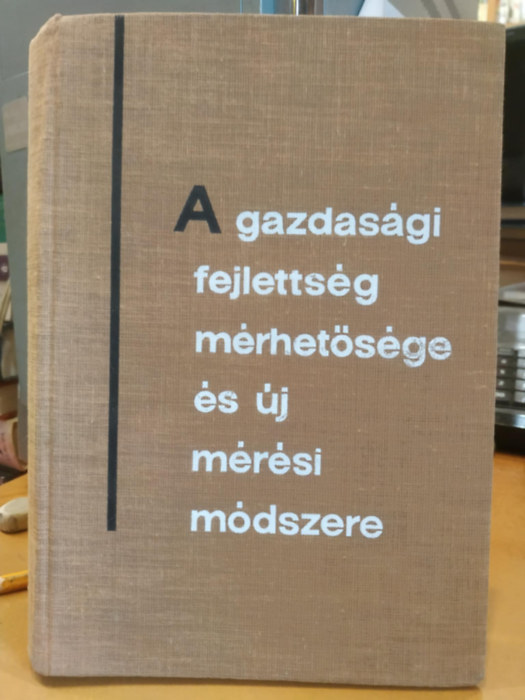 A gazdasági
fejlettség
mérhetősége
és új
mérési
módszere